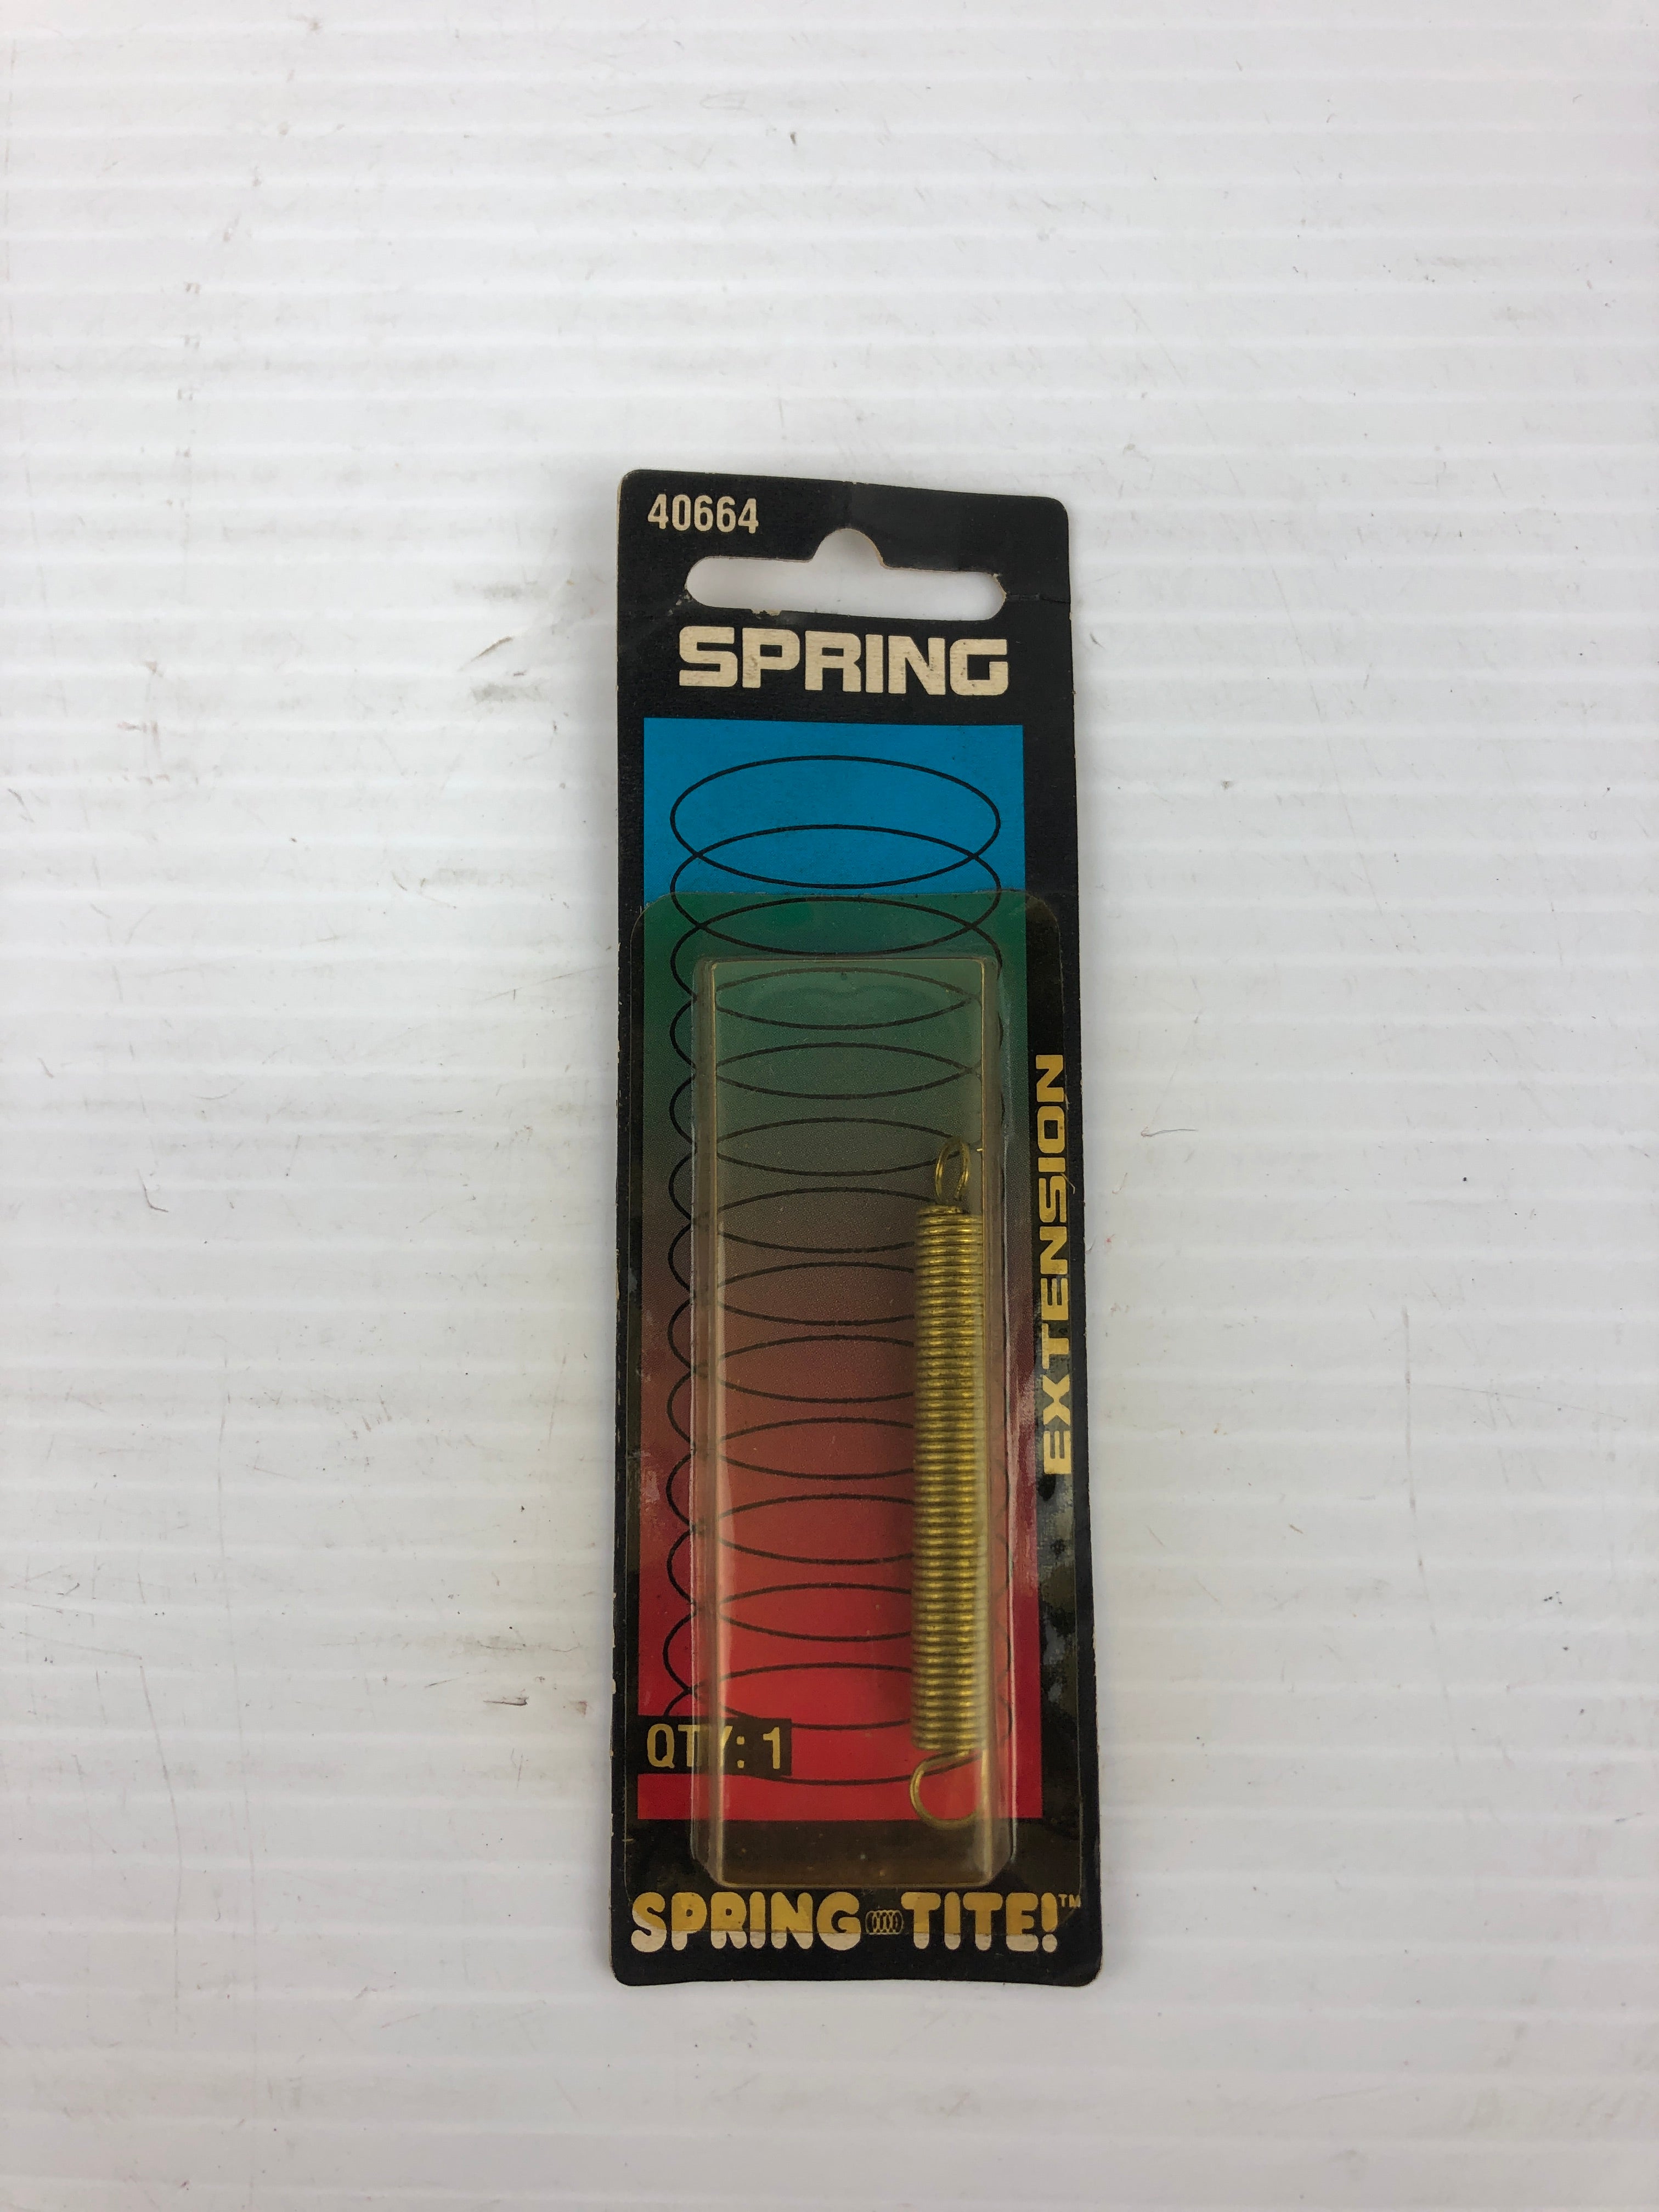 40664
SPRING
EXTENSION
QTY: 1
SPRING TITE!™